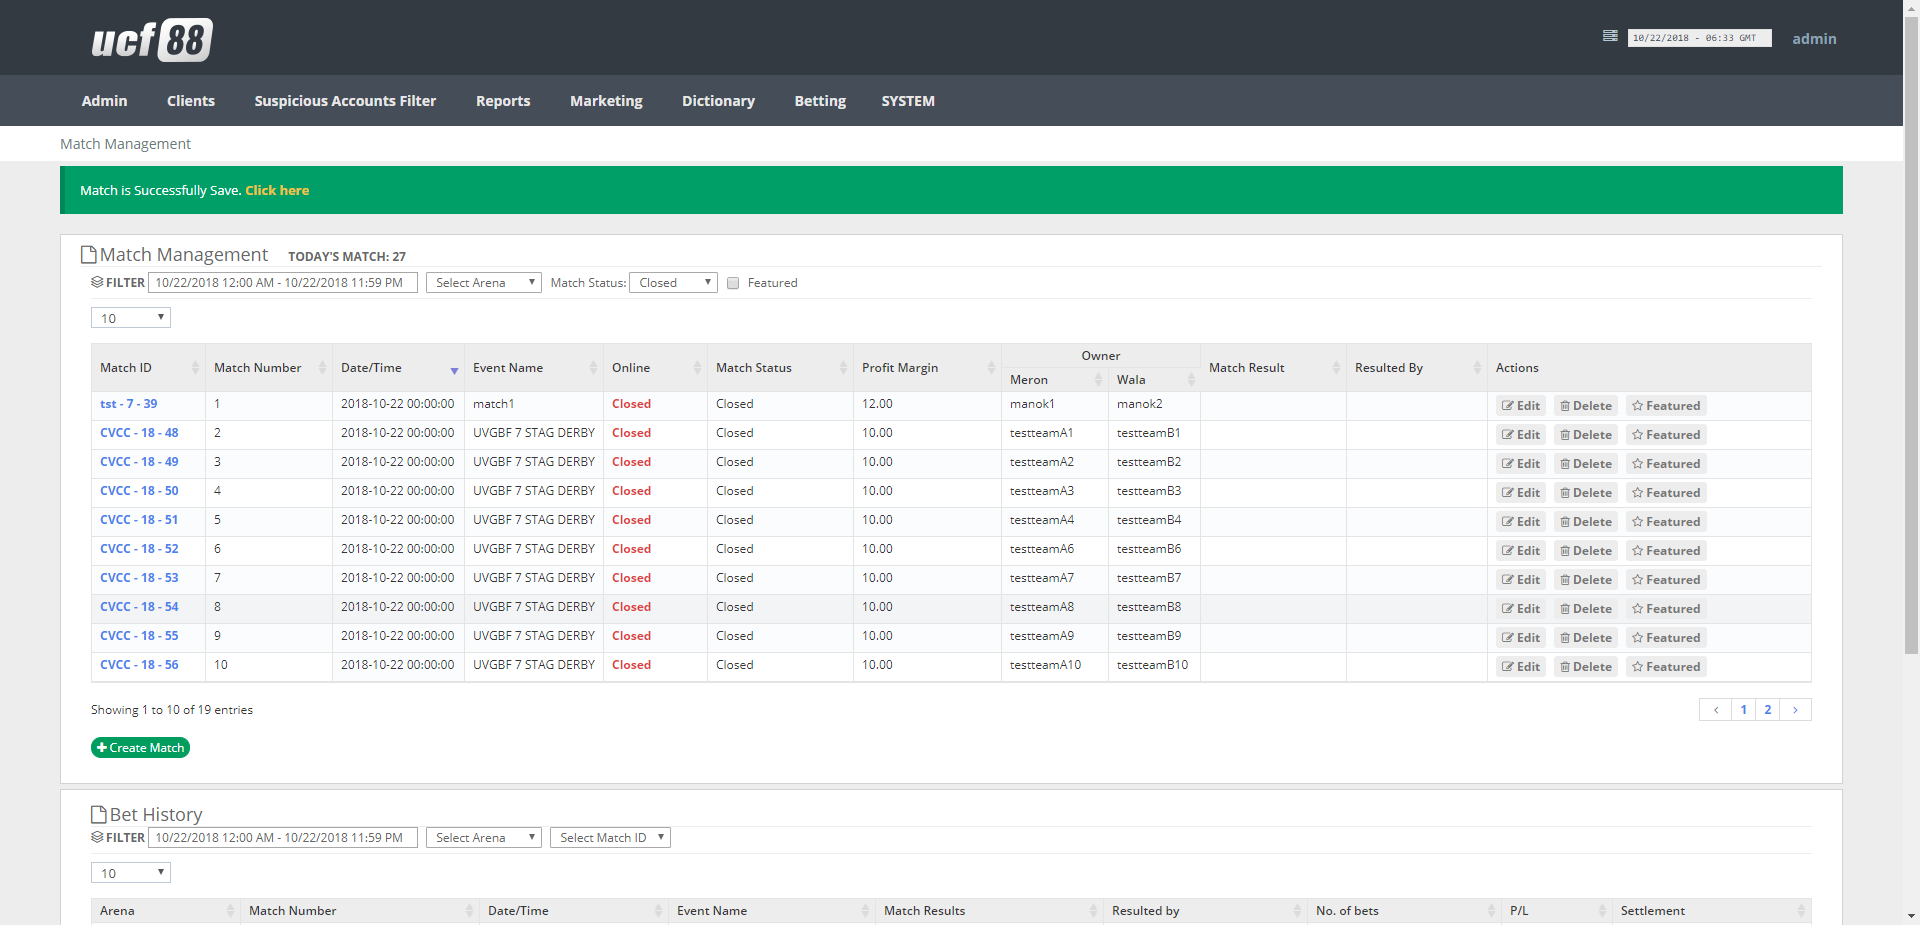 ucf 88
10/22/2018 - 06:33 GMT admin
Admin Clients Suspicious Accounts Filter Reports Marketing Dictionary Betting SYSTEM
Match Management
Match is Successfully Save. Click here
Match Management TODAY'S MATCH: 27
FILTER 10/22/2018 12:00 AM - 10/22/2018 11:59 PM Select Arena Match Status: Closed Featured
10
Owner
Match ID Match Number Date/Time Event Name Online Match Status Profit Margin Match Result Resulted By Actions
Meron Wala
tst - 7 - 39 1 2018-10-22 00:00:00 match1 Closed Closed 12.00 manok1 manok2 Edit Delete Featured
CVCC - 18 - 48 2 2018-10-22 00:00:00 UVGBF 7 STAG DERBY Closed Closed 10.00 testteamA1 testteamB1 Edit Delete Featured
CVCC - 18 - 49 3 2018-10-22 00:00:00 UVGBF 7 STAG DERBY Closed Closed 10.00 testteamA2 testteamB2 Edit Delete Featured
CVCC - 18 - 50 4 2018-10-22 00:00:00 UVGBF 7 STAG DERBY Closed Closed 10.00 testteamA3 testteamB3 Edit Delete Featured
CVCC - 18 - 51 5 2018-10-22 00:00:00 UVGBF 7 STAG DERBY Closed Closed 10.00 testteamA4 testteamB4 Edit Delete Featured
CVCC - 18 - 52 6 2018-10-22 00:00:00 UVGBF 7 STAG DERBY Closed Closed 10.00 testteamA6 testteamB6 Edit Delete Featured
CVCC - 18 - 53 7 2018-10-22 00:00:00 UVGBF 7 STAG DERBY Closed Closed 10.00 testteamA7 testteamB7 Edit Delete Featured
CVCC - 18 - 54 8 2018-10-22 00:00:00 UVGBF 7 STAG DERBY Closed Closed 10.00 testteamA8 testteamB8 Edit Delete Featured
CVCC - 18 - 55 9 2018-10-22 00:00:00 UVGBF 7 STAG DERBY Closed Closed 10.00 testteamA9 testteamB9 Edit Delete Featured
CVCC - 18 - 56 10 2018-10-22 00:00:00 UVGBF 7 STAG DERBY Closed Closed 10.00 testteamA10 testteamB10 Edit Delete Featured
Showing 1 to 10 of 19 entries ‹ 1 2 ›
Create Match
Bet History
FILTER 10/22/2018 12:00 AM - 10/22/2018 11:59 PM Select Arena Select Match ID
10
Arena Match Number Date/Time Event Name Match Results Resulted by No. of bets P/L Settlement